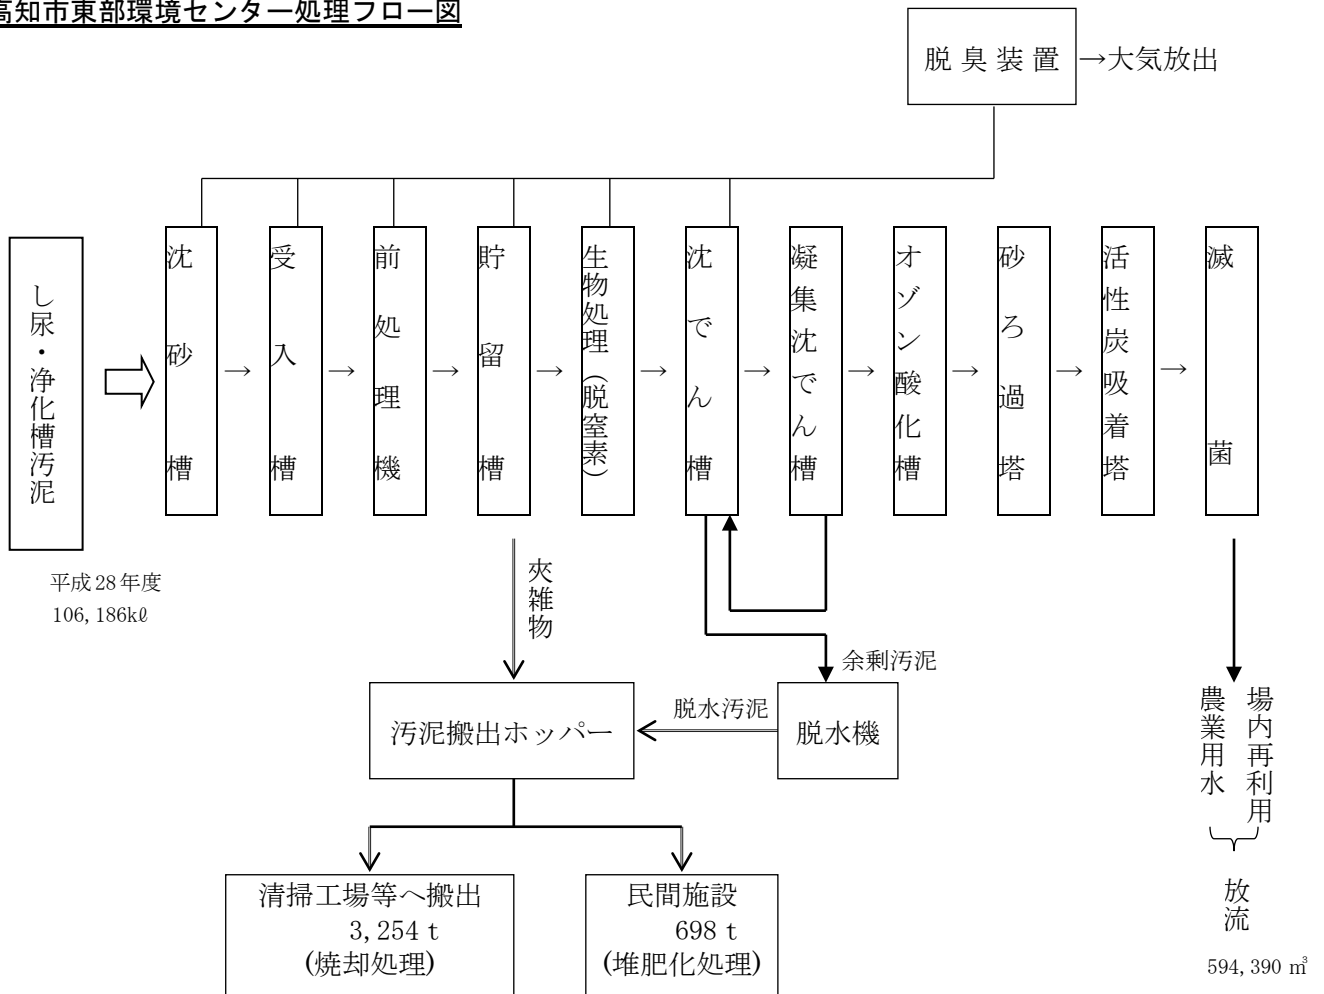 高知市東部環境センター処理フロー図
脱臭装置
→大気放出
し尿・浄化槽汚泥
沈砂槽
→
受入槽
→
前処理機
→
貯留槽
→
生物処理（脱窒素）
→
沈でん槽
→
凝集沈でん槽
→
オゾン酸化槽
→
砂ろ過塔
→
活性炭吸着塔
→
滅菌
平成28年度
106,186kℓ
夾雑物
余剰汚泥
脱水汚泥
汚泥搬出ホッパー
脱水機
場内再利用
農業用水
放流
594,390 ㎥
清掃工場等へ搬出
3,254 t
(焼却処理)
民間施設
698 t
(堆肥化処理)